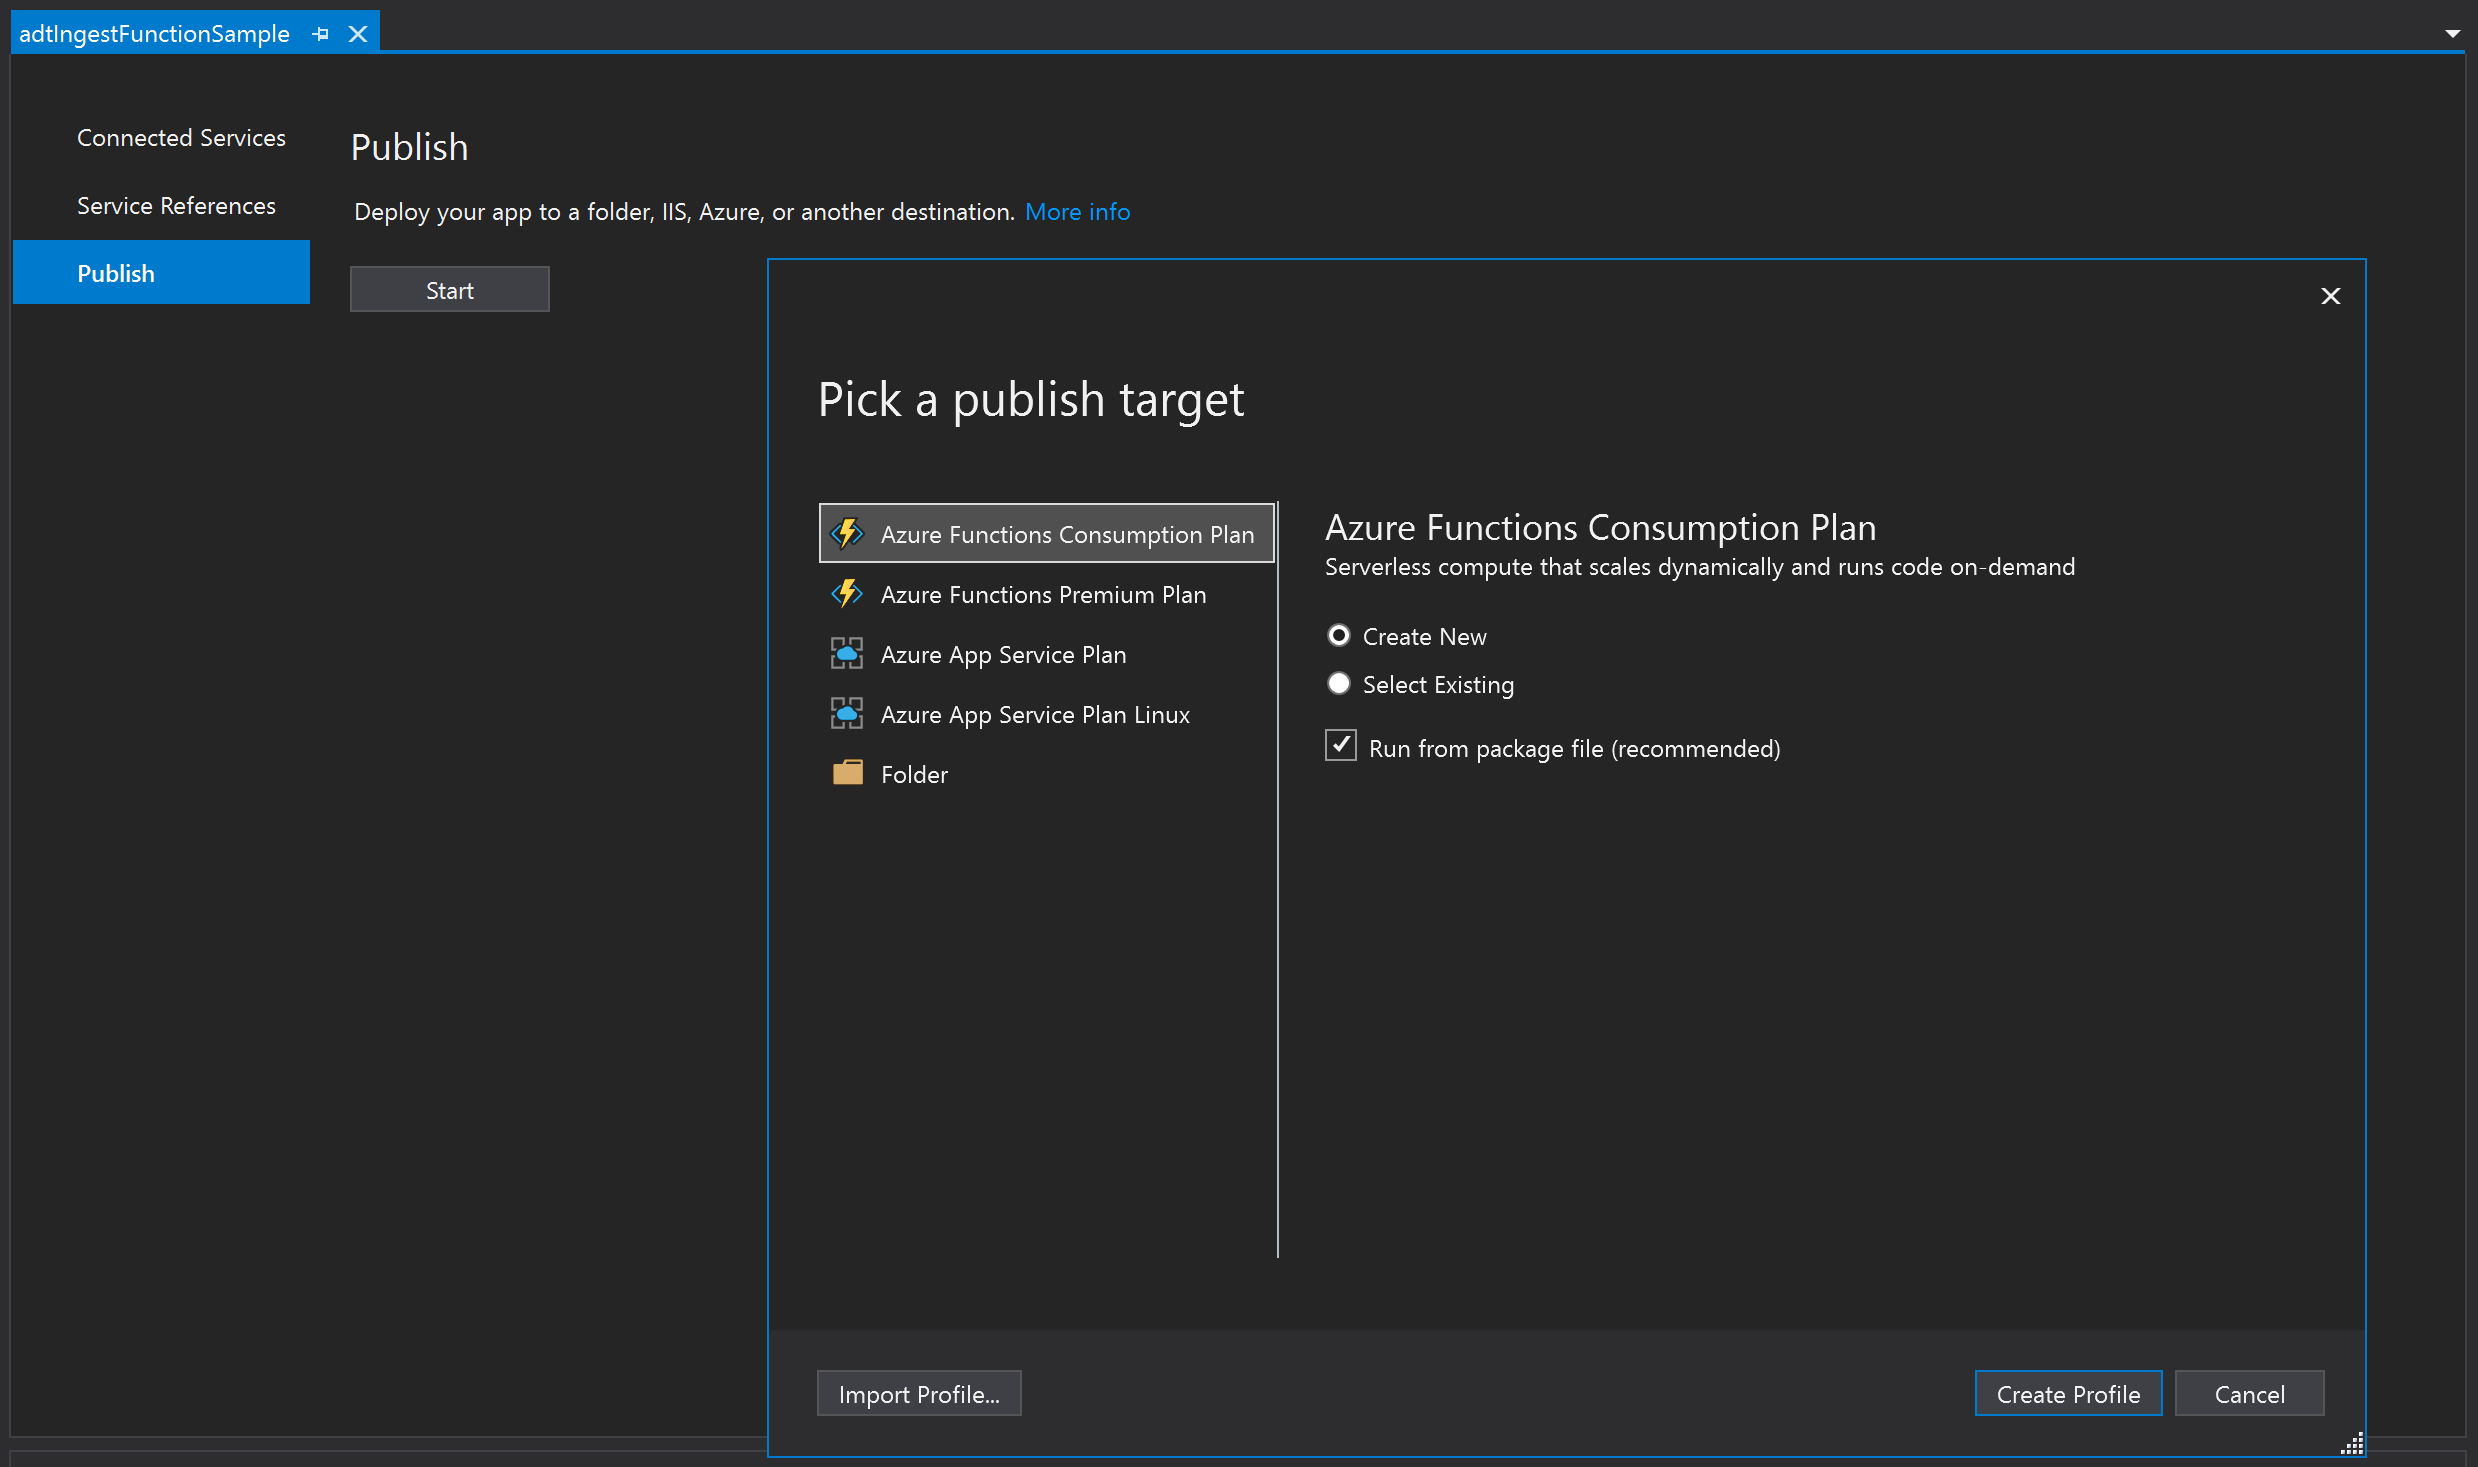 adtIngestFunctionSample
Connected Services
Service References
Publish
Publish
Deploy your app to a folder, IIS, Azure, or another destination. More info
Start
Pick a publish target
Azure Functions Consumption Plan
Azure Functions Premium Plan
Azure App Service Plan
Azure App Service Plan Linux
Folder
Azure Functions Consumption Plan
Serverless compute that scales dynamically and runs code on-demand
Create New
Select Existing
Run from package file (recommended)
Import Profile...
Create Profile
Cancel